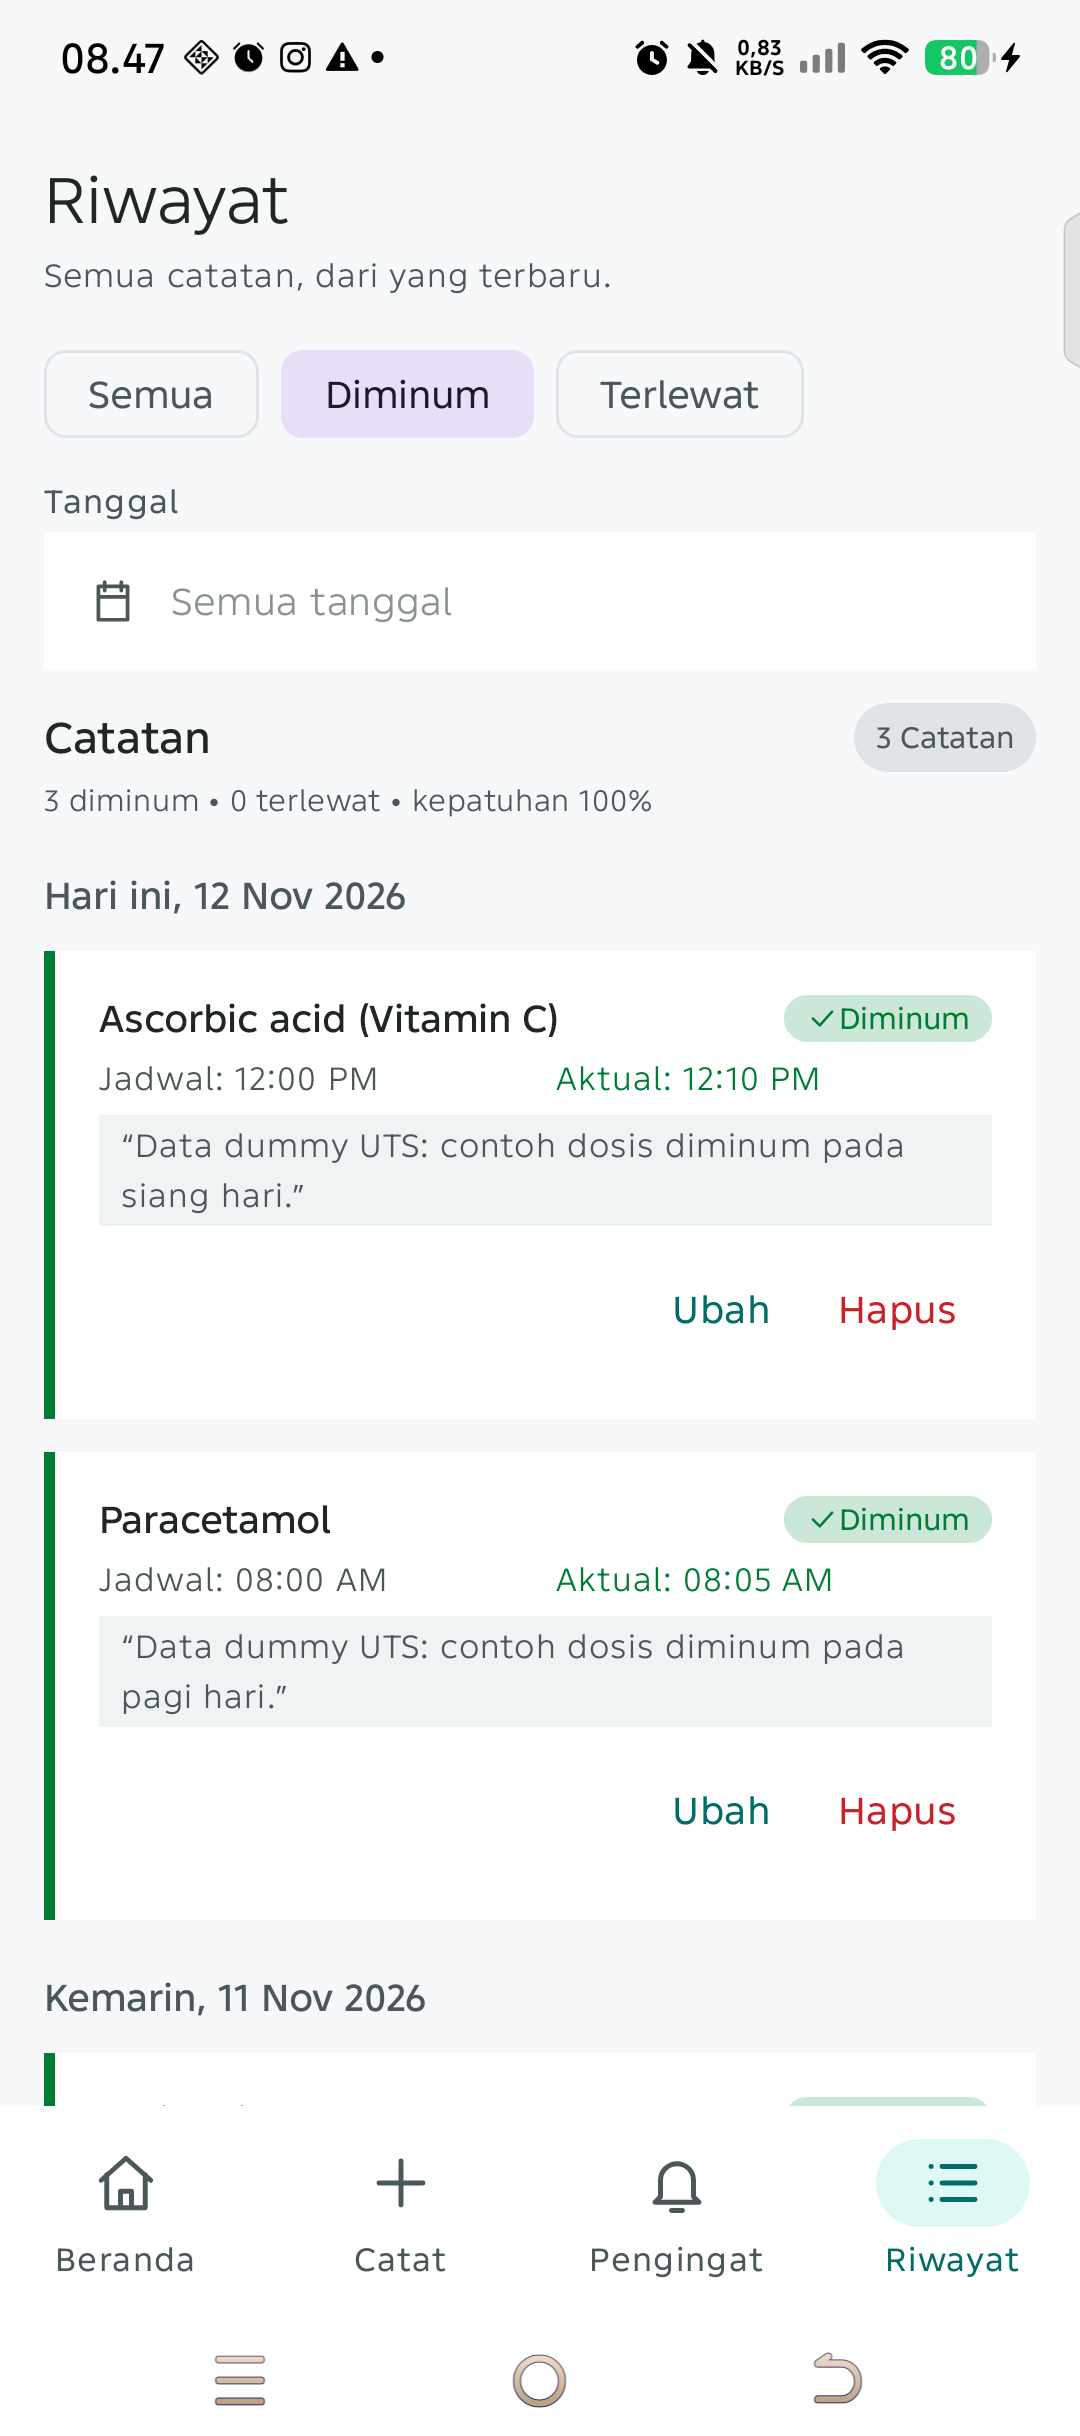 08.47
0,83
KB/S
80
Riwayat
Semua catatan, dari yang terbaru.
Semua
Diminum
Terlewat
Tanggal
Semua tanggal
Catatan
3 Catatan
3 diminum • 0 terlewat • kepatuhan 100%
Hari ini, 12 Nov 2026
Ascorbic acid (Vitamin C)
Diminum
Jadwal: 12:00 PM
Aktual: 12:10 PM
“Data dummy UTS: contoh dosis diminum pada
siang hari.”
Ubah
Hapus
Paracetamol
Diminum
Jadwal: 08:00 AM
Aktual: 08:05 AM
“Data dummy UTS: contoh dosis diminum pada
pagi hari.”
Ubah
Hapus
Kemarin, 11 Nov 2026
Beranda
Catat
Pengingat
Riwayat